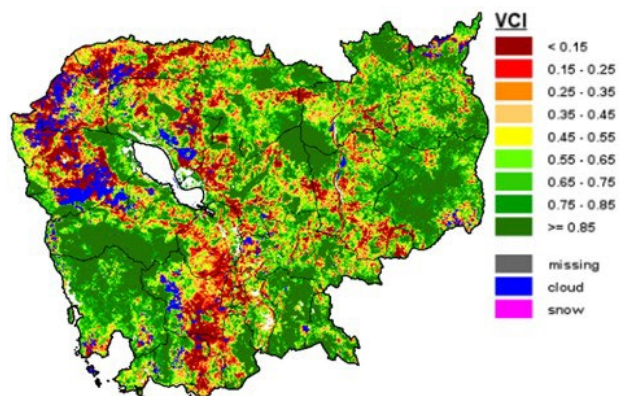 VCI
< 0.15
0.15 - 0.25
0.25 - 0.35
0.35 - 0.45
0.45 - 0.55
0.55 - 0.65
0.65 - 0.75
0.75 - 0.85
>= 0.85
missing
cloud
snow